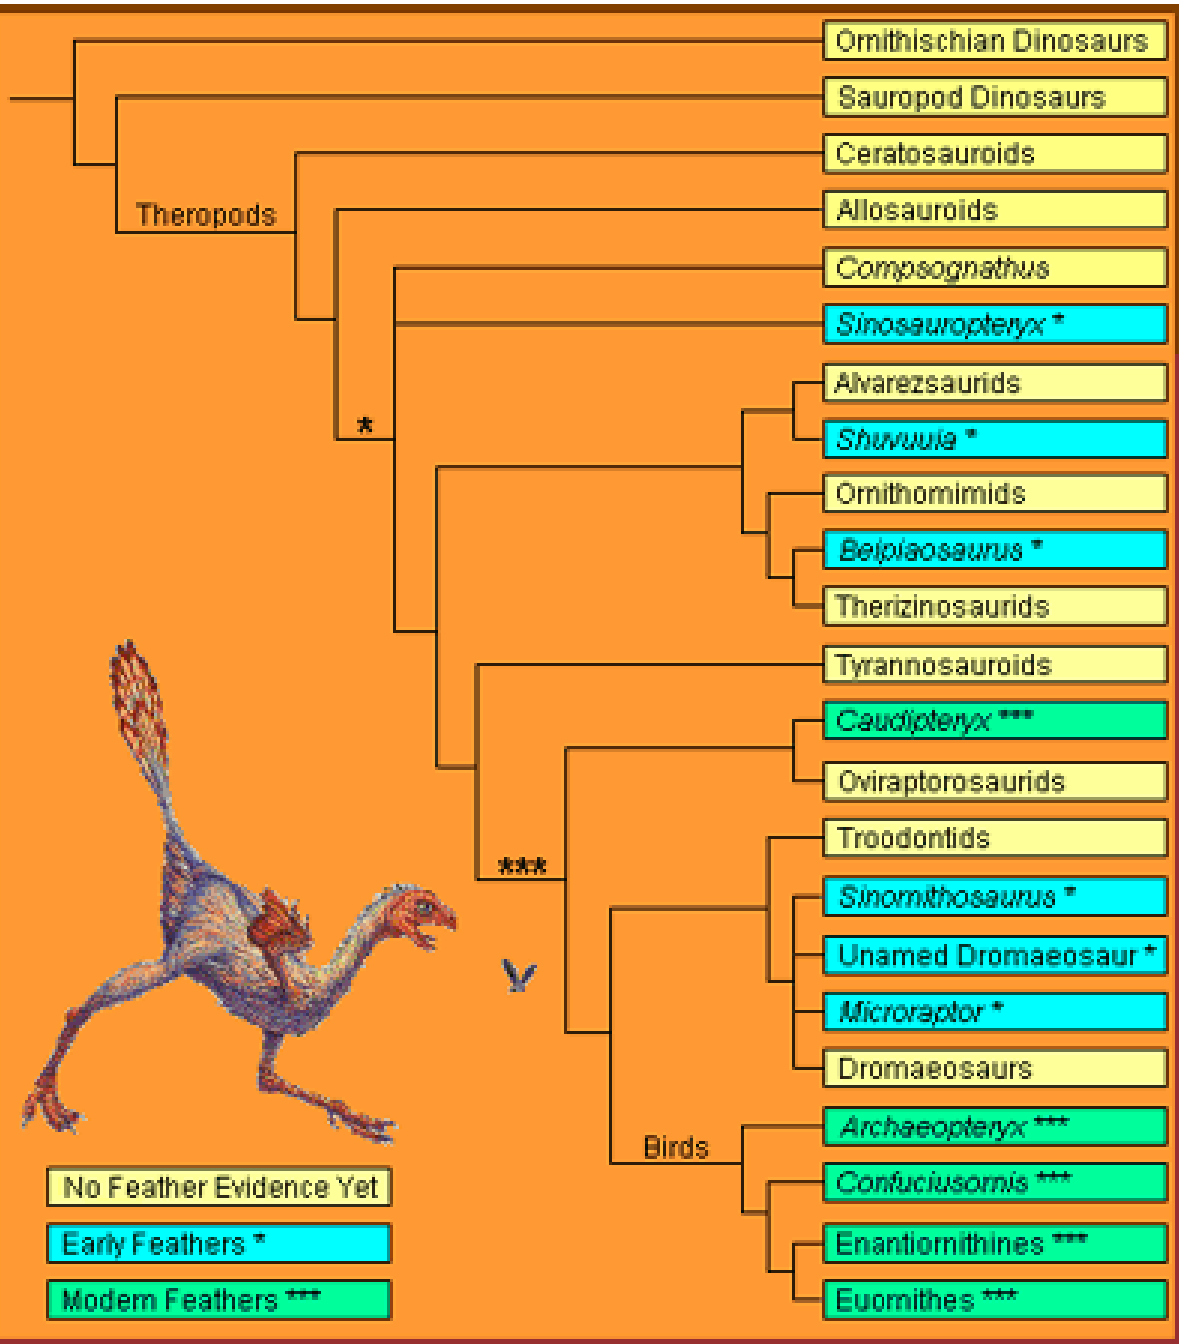 Ornithischian Dinosaurs
Sauropod Dinosaurs
Ceratosauroids
Theropods
Allosauroids
Compsognathus
Sinosauropteryx *
Alvarezsaurids
*
Shuvuuia *
Ornithomimids
Beipiaosaurus *
Therizinosaurids
Tyrannosauroids
Caudipteryx ***
Oviraptorosaurids
Troodontids
***
Sinornithosaurus *
Unamed Dromaeosaur *
Microraptor *
Dromaeosaurs
Archaeopteryx ***
Birds
Confuciusornis ***
Enantiornithines ***
Euornithes ***
No Feather Evidence Yet
Early Feathers *
Modern Feathers ***